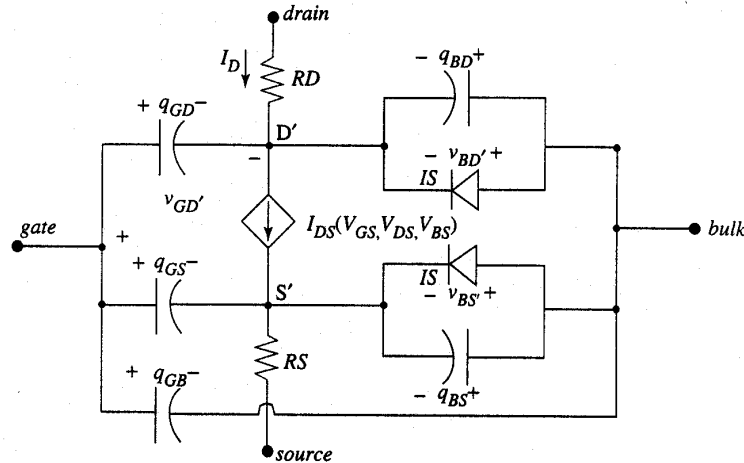 drain
I_D
RD
− q_BD +
+ q_GD −
D′
−
− v_BD′ +
IS
v_GD′
gate
+
I_DS(V_GS, V_DS, V_BS)
bulk
+ q_GS −
S′
IS
− v_BS′ +
RS
+ q_GB −
− q_BS +
source